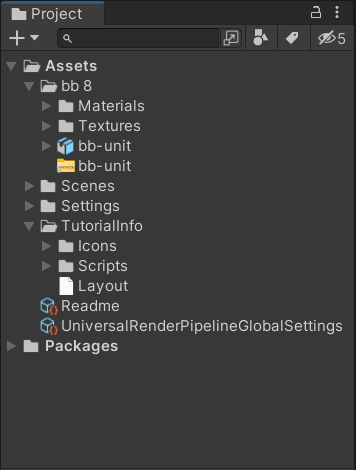 Project
5
Assets
bb 8
Materials
Textures
bb-unit
bb-unit
Scenes
Settings
TutorialInfo
Icons
Scripts
Layout
Readme
UniversalRenderPipelineGlobalSettings
Packages